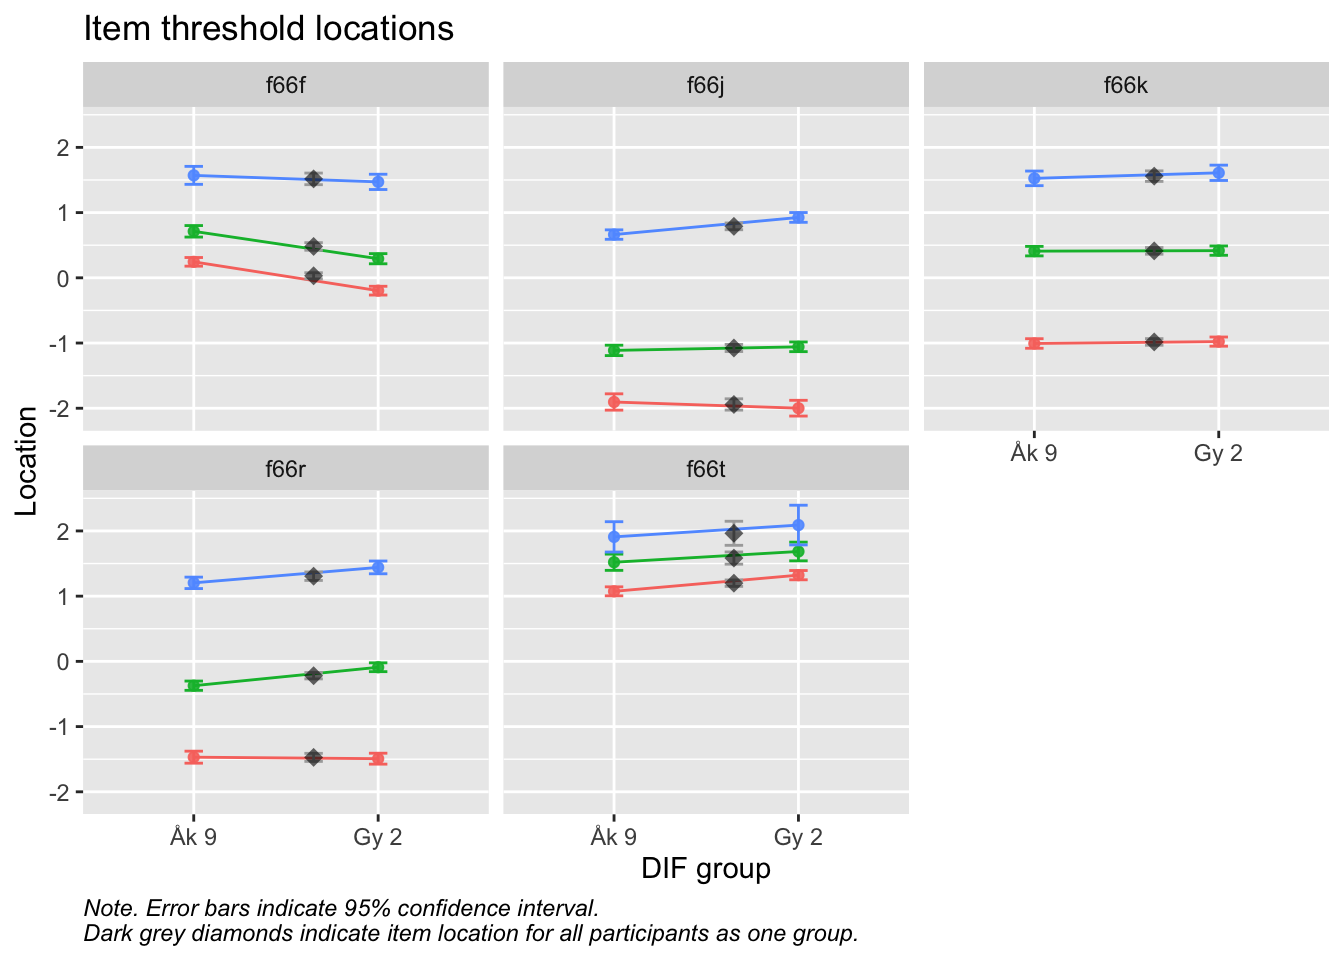 Item threshold locations
f66f
f66j
f66k
2
1
0
-1
-2
Åk 9
Gy 2
Location
f66r
f66t
2
1
0
-1
-2
Åk 9
Gy 2
Åk 9
Gy 2
DIF group
Note. Error bars indicate 95% confidence interval.
Dark grey diamonds indicate item location for all participants as one group.